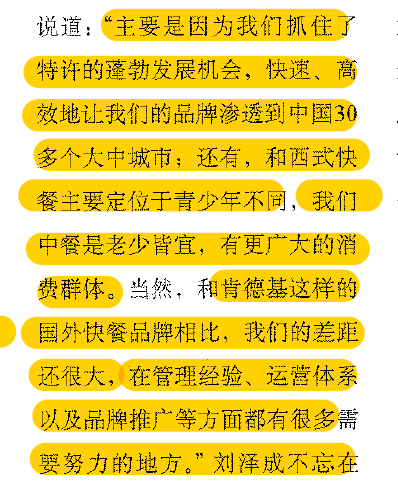 说道：“主要是因为我们抓住了
特许的蓬勃发展机会，快速、高
效地让我们的品牌渗透到中国30
多个大中城市；还有，和西式快
餐主要定位于青少年不同，我们
中餐是老少皆宜，有更广大的消
费群体。当然，和肯德基这样的
国外快餐品牌相比，我们的差距
还很大，在管理经验、运营体系
以及品牌推广等方面都有很多需
要努力的地方。”刘泽成不忘在